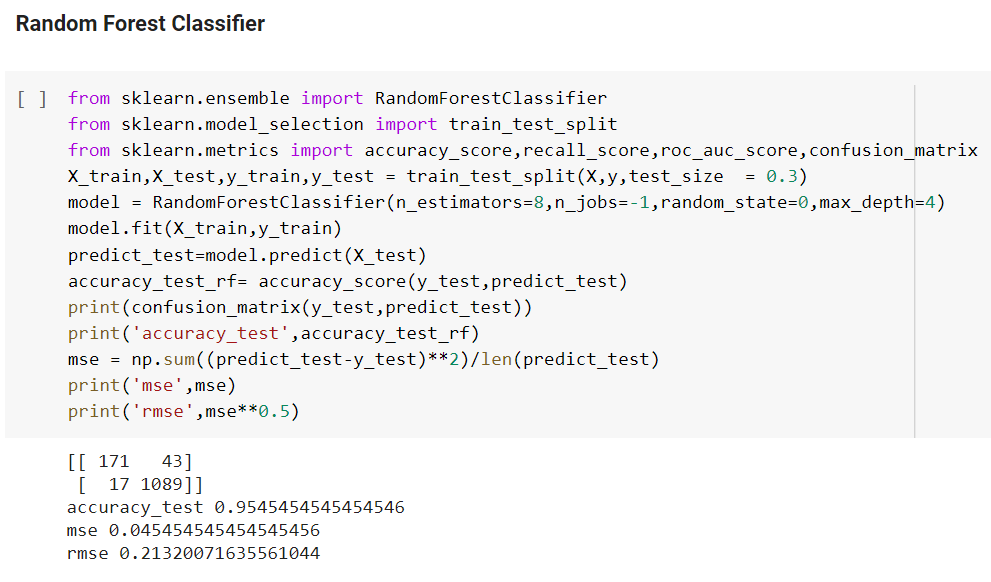 Random Forest Classifier
[ ] from sklearn.ensemble import RandomForestClassifier
from sklearn.model_selection import train_test_split
from sklearn.metrics import accuracy_score,recall_score,roc_auc_score,confusion_matrix
X_train,X_test,y_train,y_test = train_test_split(X,y,test_size  = 0.3)
model = RandomForestClassifier(n_estimators=8,n_jobs=-1,random_state=0,max_depth=4)
model.fit(X_train,y_train)
predict_test=model.predict(X_test)
accuracy_test_rf= accuracy_score(y_test,predict_test)
print(confusion_matrix(y_test,predict_test))
print('accuracy_test',accuracy_test_rf)
mse = np.sum((predict_test-y_test)**2)/len(predict_test)
print('mse',mse)
print('rmse',mse**0.5)
[[ 171   43]
 [  17 1089]]
accuracy_test 0.9545454545454546
mse 0.045454545454545456
rmse 0.21320071635561044